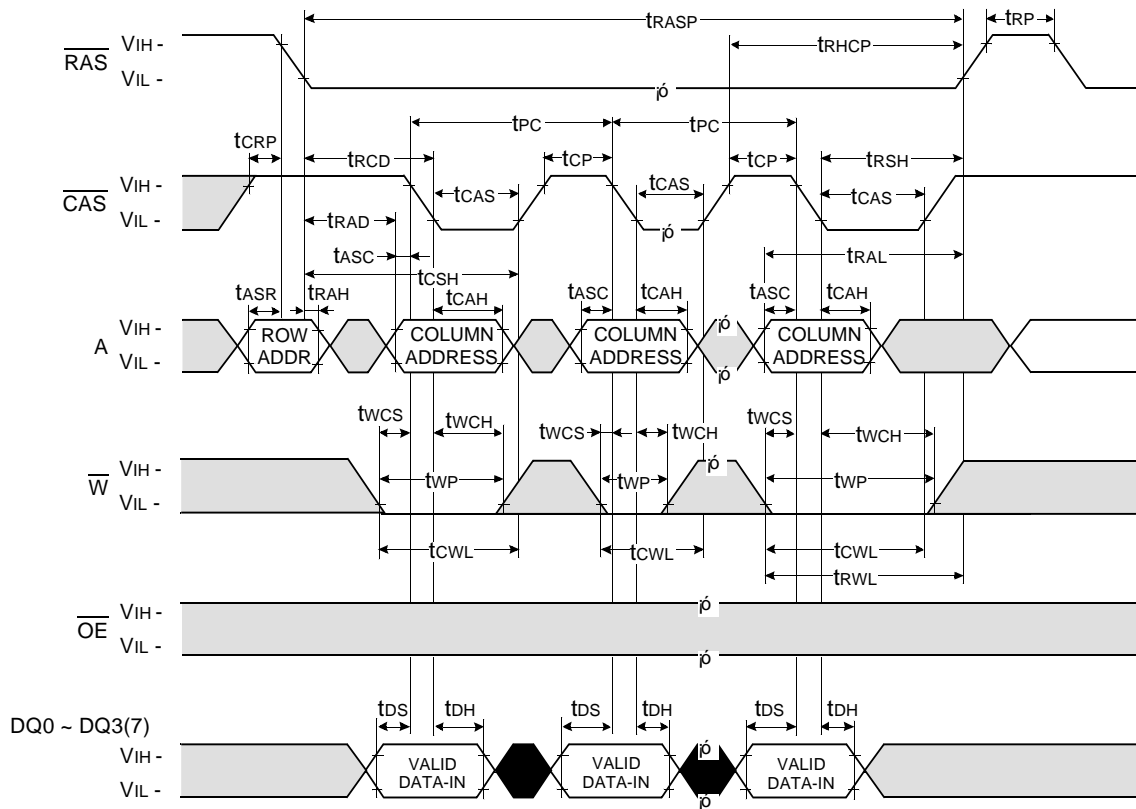 tRASP
tRP
tRHCP
RAS
VIH -
VIL -
¡ó
tCRP
tRCD
tPC
tCP
tPC
tCP
tRSH
CAS
VIH -
VIL -
tCAS
tCAS
tCAS
¡ó
tRAD
tASC
tCSH
tRAL
tASR
tRAH
tCAH
tASC
tCAH
tASC
tCAH
A
VIH -
VIL -
ROW
ADDR
COLUMN
ADDRESS
COLUMN
ADDRESS
¡ó
¡ó
COLUMN
ADDRESS
tWCS
tWCH
tWCS
tWCH
tWCS
tWCH
W
VIH -
VIL -
tWP
tWP
¡ó
tWP
tCWL
tCWL
tCWL
tRWL
OE
VIH -
VIL -
¡ó
¡ó
DQ0 ~ DQ3(7)
VIH -
VIL -
tDS
tDH
tDS
tDH
tDS
tDH
VALID
DATA-IN
VALID
DATA-IN
¡ó
¡ó
VALID
DATA-IN